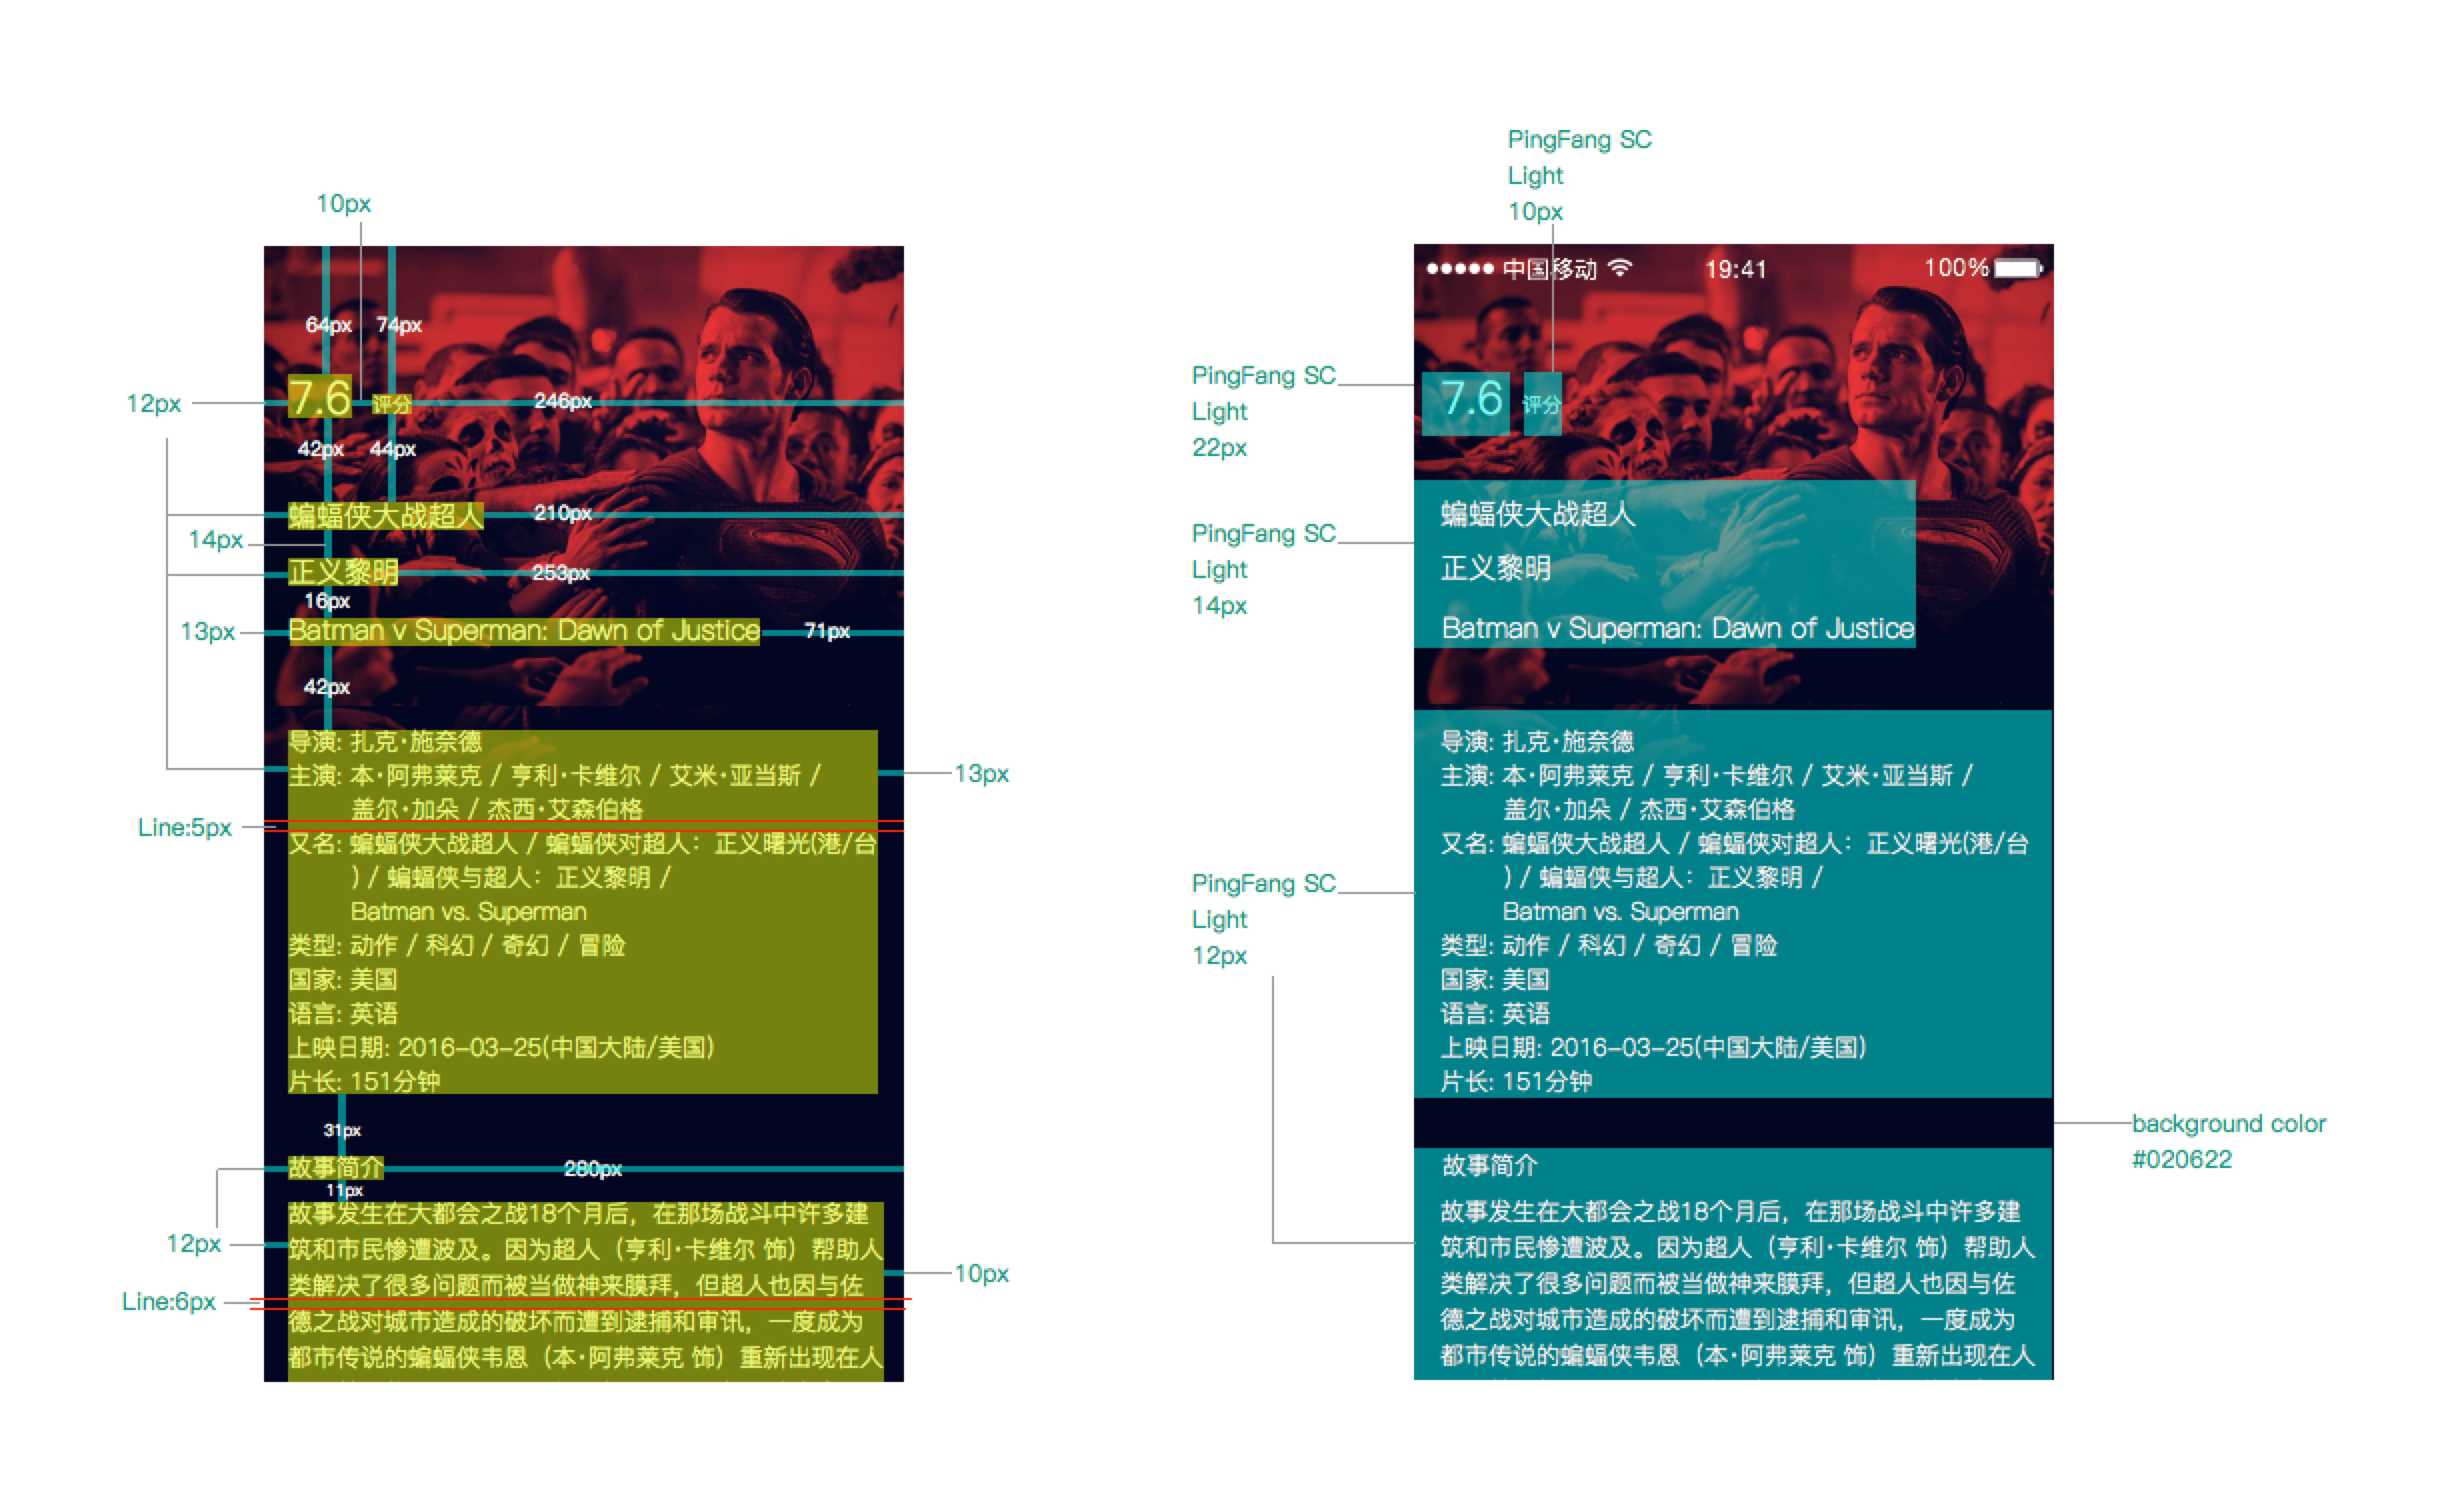 10px
64px 74px
12px
7.6 评分 246px
42px 44px
蝙蝠侠大战超人 210px
14px
正义黎明 253px
16px
13px
Batman v Superman: Dawn of Justice 71px
42px
导演: 扎克·施奈德
主演: 本·阿弗莱克 / 亨利·卡维尔 / 艾米·亚当斯 /
盖尔·加朵 / 杰西·艾森伯格
13px
Line:5px
又名: 蝙蝠侠大战超人 / 蝙蝠侠对超人：正义曙光(港/台
) / 蝙蝠侠与超人：正义黎明 /
Batman vs. Superman
类型: 动作 / 科幻 / 奇幻 / 冒险
国家: 美国
语言: 英语
上映日期: 2016-03-25(中国大陆/美国)
片长: 151分钟
31px
故事简介 280px
11px
故事发生在大都会之战18个月后，在那场战斗中许多建
筑和市民惨遭波及。因为超人（亨利·卡维尔 饰）帮助人
类解决了很多问题而被当做神来膜拜，但超人也因与佐
德之战对城市造成的破坏而遭到逮捕和审讯，一度成为
都市传说的蝙蝠侠韦恩（本·阿弗莱克 饰）重新出现在人
12px
10px
Line:6px
PingFang SC
Light
10px
中国移动 19:41 100%
PingFang SC
Light
22px
7.6 评分
PingFang SC
Light
14px
蝙蝠侠大战超人
正义黎明
Batman v Superman: Dawn of Justice
导演: 扎克·施奈德
主演: 本·阿弗莱克 / 亨利·卡维尔 / 艾米·亚当斯 /
盖尔·加朵 / 杰西·艾森伯格
又名: 蝙蝠侠大战超人 / 蝙蝠侠对超人：正义曙光(港/台
) / 蝙蝠侠与超人：正义黎明 /
Batman vs. Superman
类型: 动作 / 科幻 / 奇幻 / 冒险
国家: 美国
语言: 英语
上映日期: 2016-03-25(中国大陆/美国)
片长: 151分钟
PingFang SC
Light
12px
background color
#020622
故事简介
故事发生在大都会之战18个月后，在那场战斗中许多建
筑和市民惨遭波及。因为超人（亨利·卡维尔 饰）帮助人
类解决了很多问题而被当做神来膜拜，但超人也因与佐
德之战对城市造成的破坏而遭到逮捕和审讯，一度成为
都市传说的蝙蝠侠韦恩（本·阿弗莱克 饰）重新出现在人